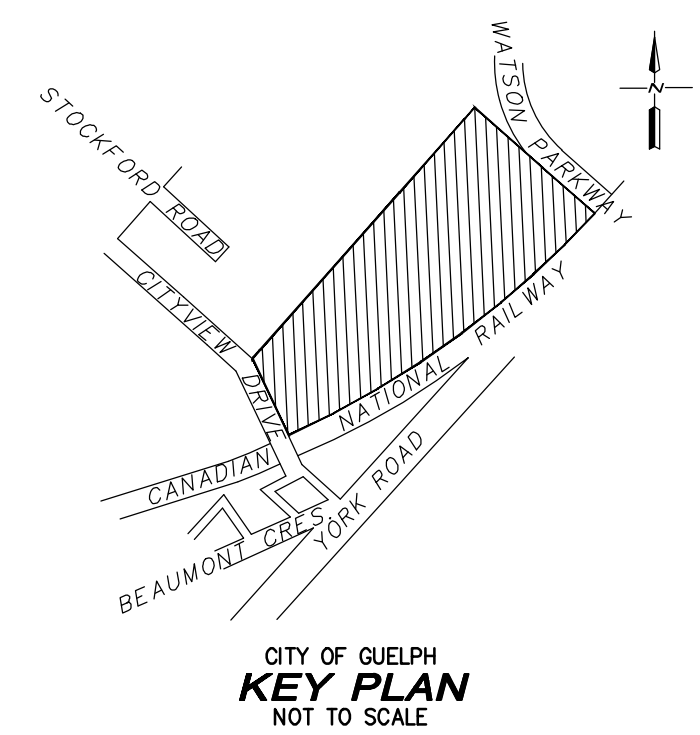 WATSON PARKWAY
N
STOCKFORD ROAD
CITYVIEW DRIVE
CANADIAN NATIONAL RAILWAY
YORK ROAD
BEAUMONT CRES.
CITY OF GUELPH
KEY PLAN
NOT TO SCALE